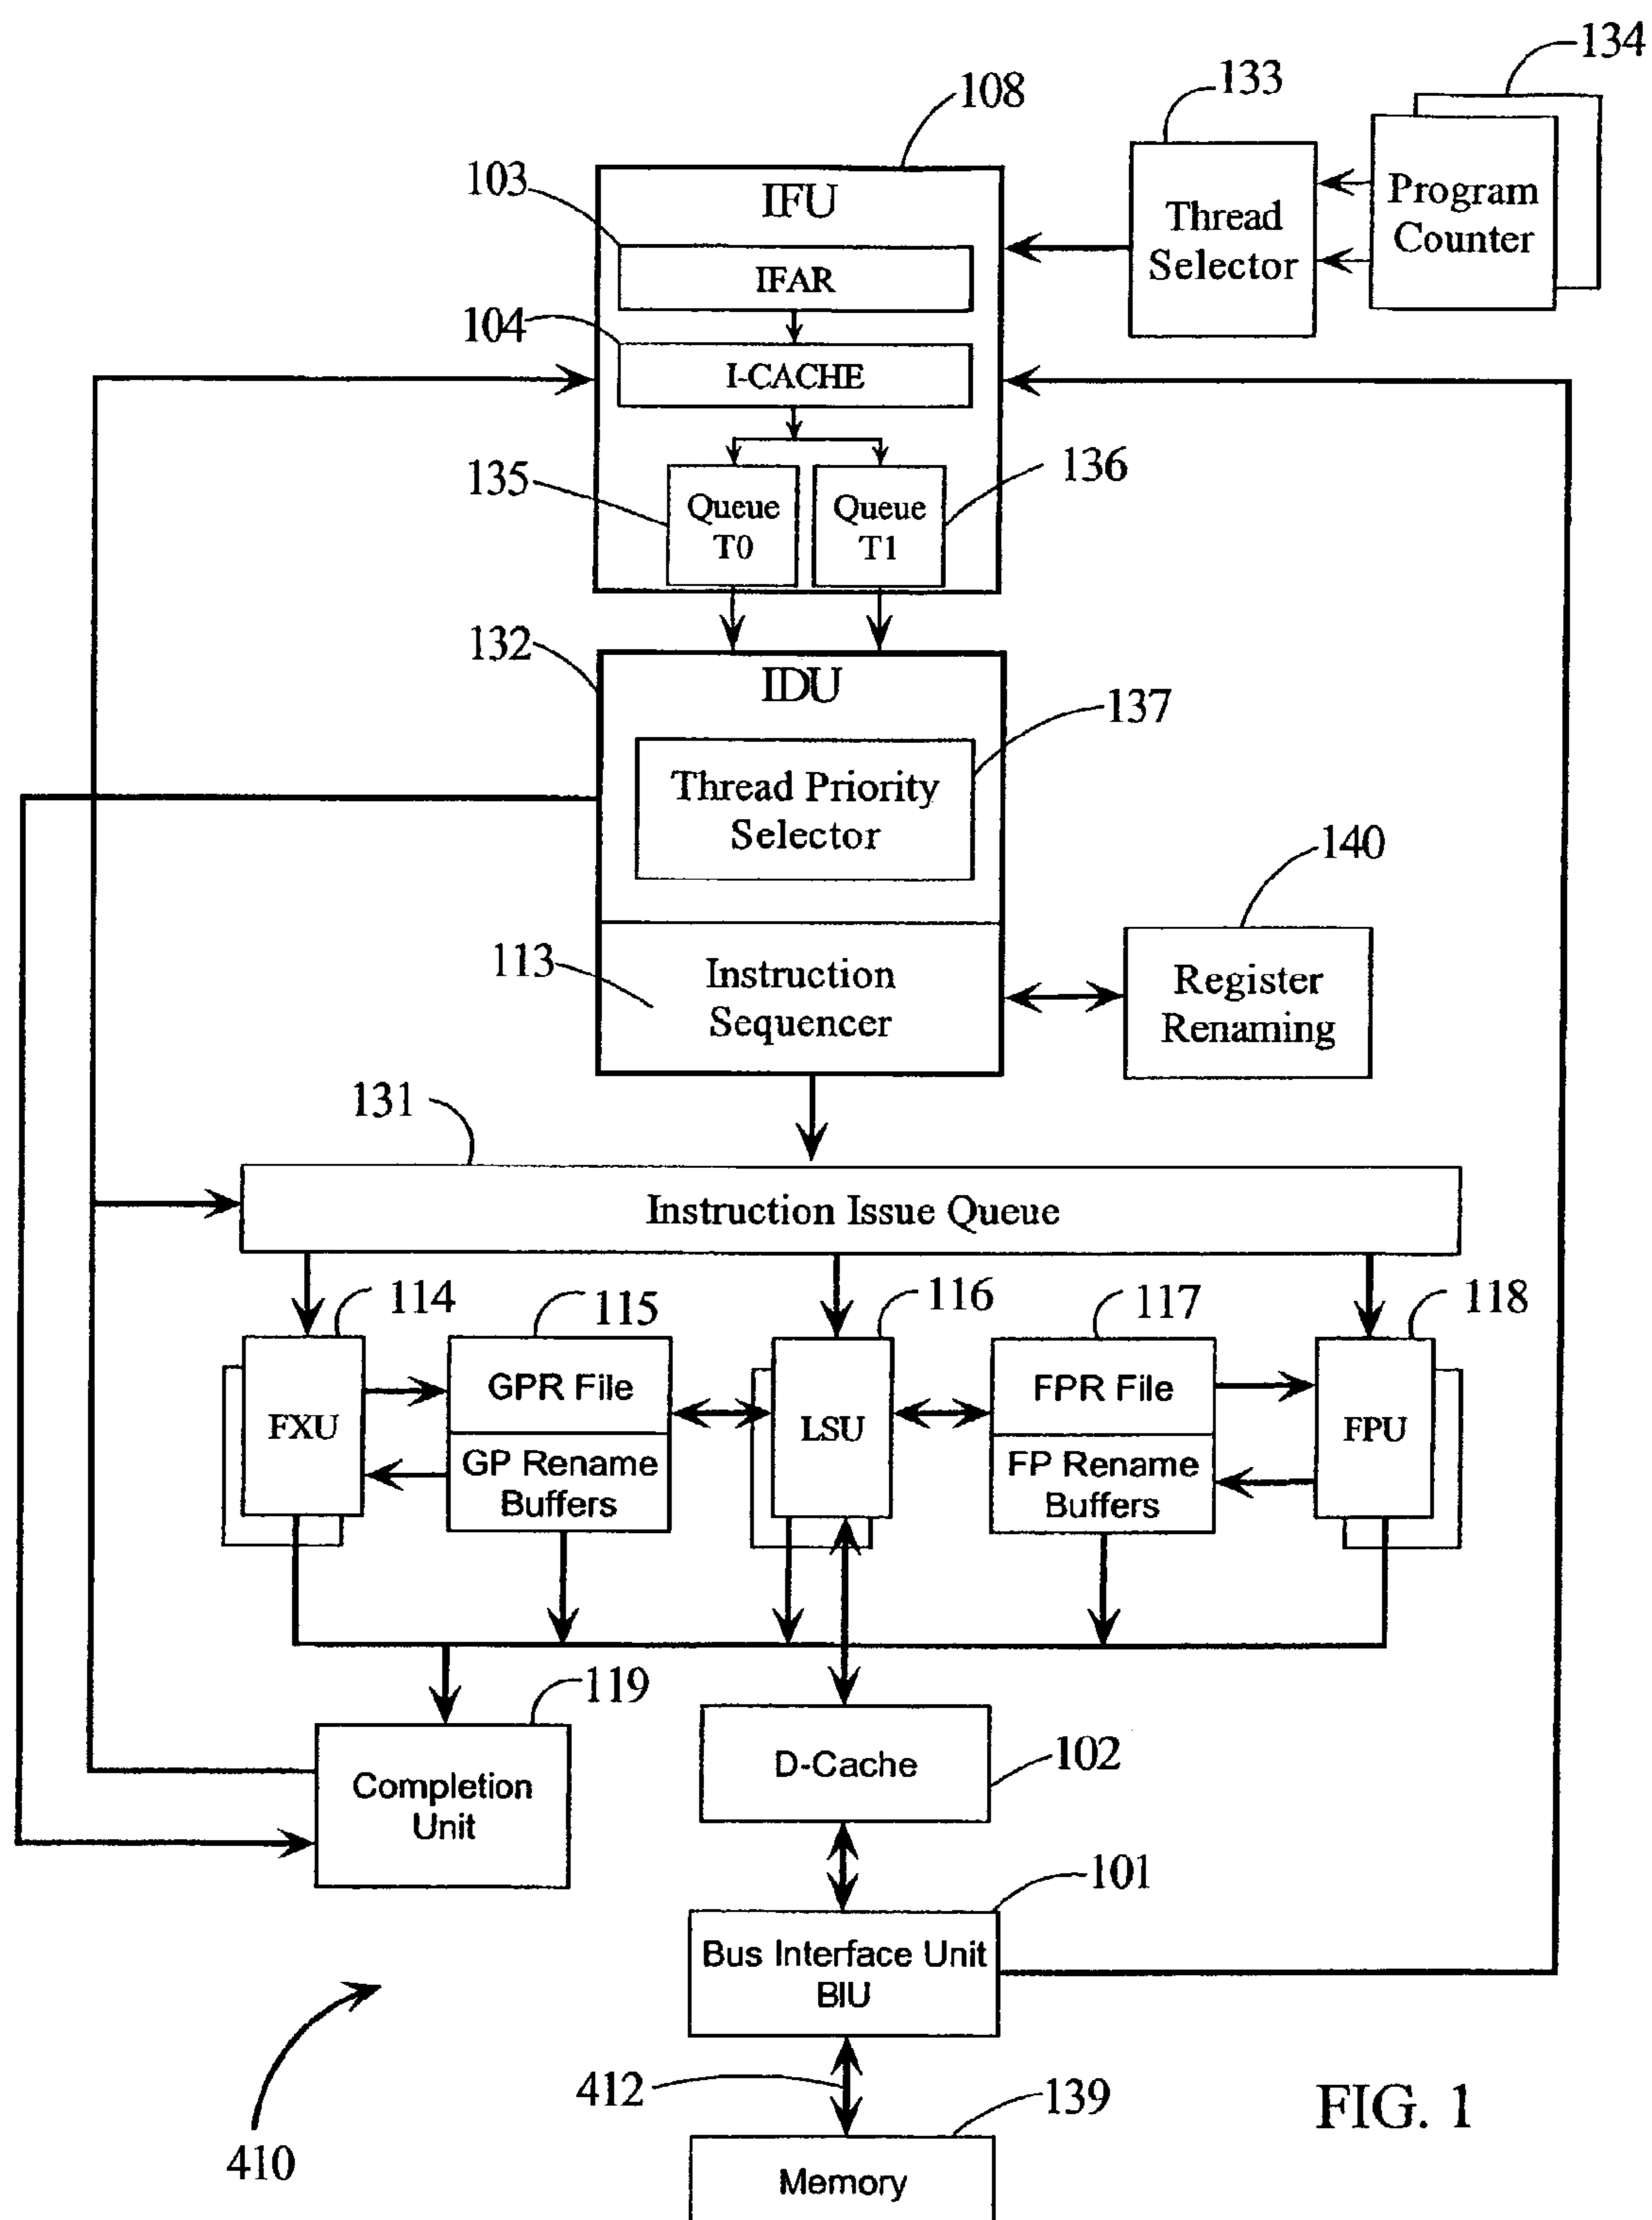 134
133
108
Program
Counter
Thread
Selector
IFU
103
IFAR
104
I-CACHE
135
136
Queue
T0
Queue
T1
132
IDU
137
Thread Priority
Selector
140
113
Instruction
Sequencer
Register
Renaming
131
Instruction Issue Queue
114
115
116
117
118
FXU
GPR File
GP Rename
Buffers
LSU
FPR File
FP Rename
Buffers
FPU
119
Completion
Unit
D-Cache
102
101
Bus Interface Unit
BIU
412
139
410
Memory
FIG. 1